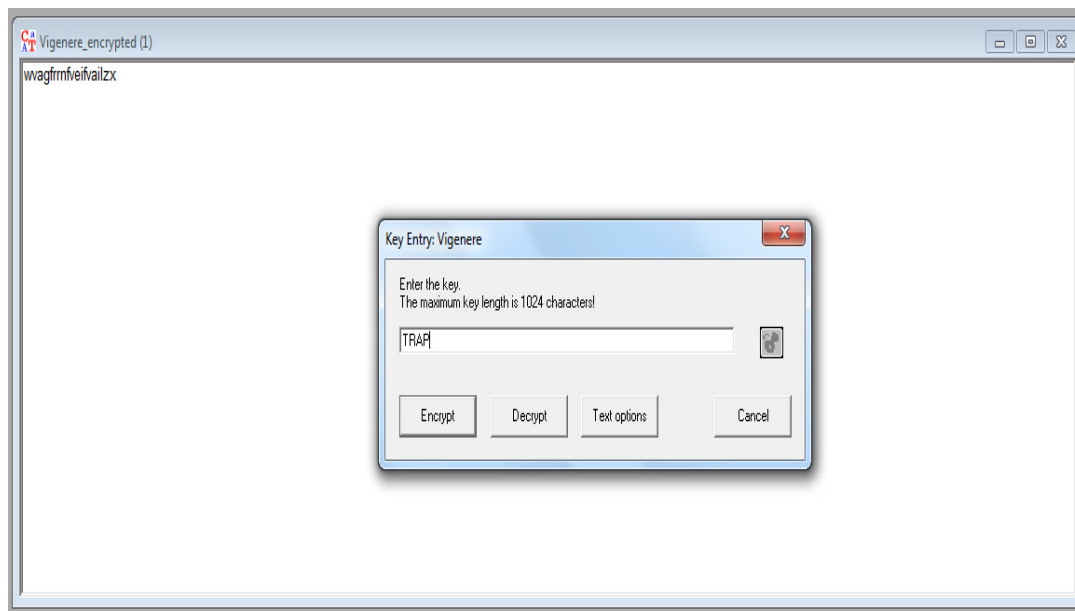 Vigenere_encrypted (1)
wvagfrrnfveifvailzx
Key Entry: Vigenere
Enter the key.
The maximum key length is 1024 characters!
TRAP
Encrypt Decrypt Text options Cancel